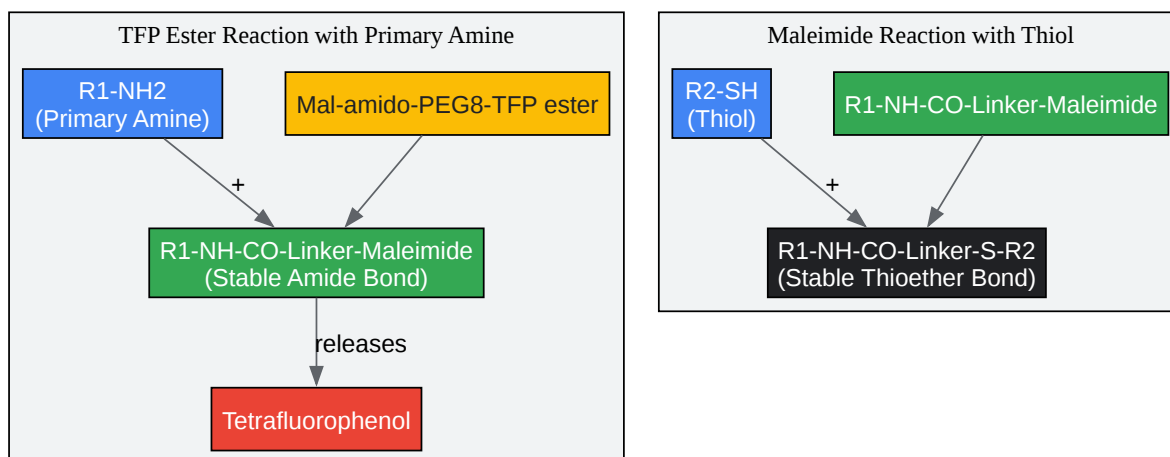 TFP Ester Reaction with Primary Amine
R1-NH2
(Primary Amine)
Mal-amido-PEG8-TFP ester
+
R1-NH-CO-Linker-Maleimide
(Stable Amide Bond)
releases
Tetrafluorophenol
Maleimide Reaction with Thiol
R2-SH
(Thiol)
R1-NH-CO-Linker-Maleimide
+
R1-NH-CO-Linker-S-R2
(Stable Thioether Bond)